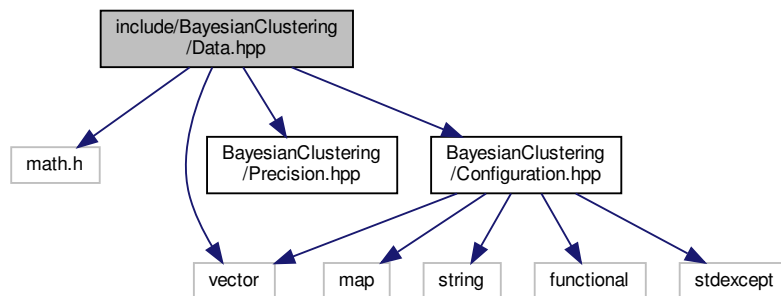 include/BayesianClustering
/Data.hpp
math.h
BayesianClustering
/Precision.hpp
BayesianClustering
/Configuration.hpp
vector
map
string
functional
stdexcept